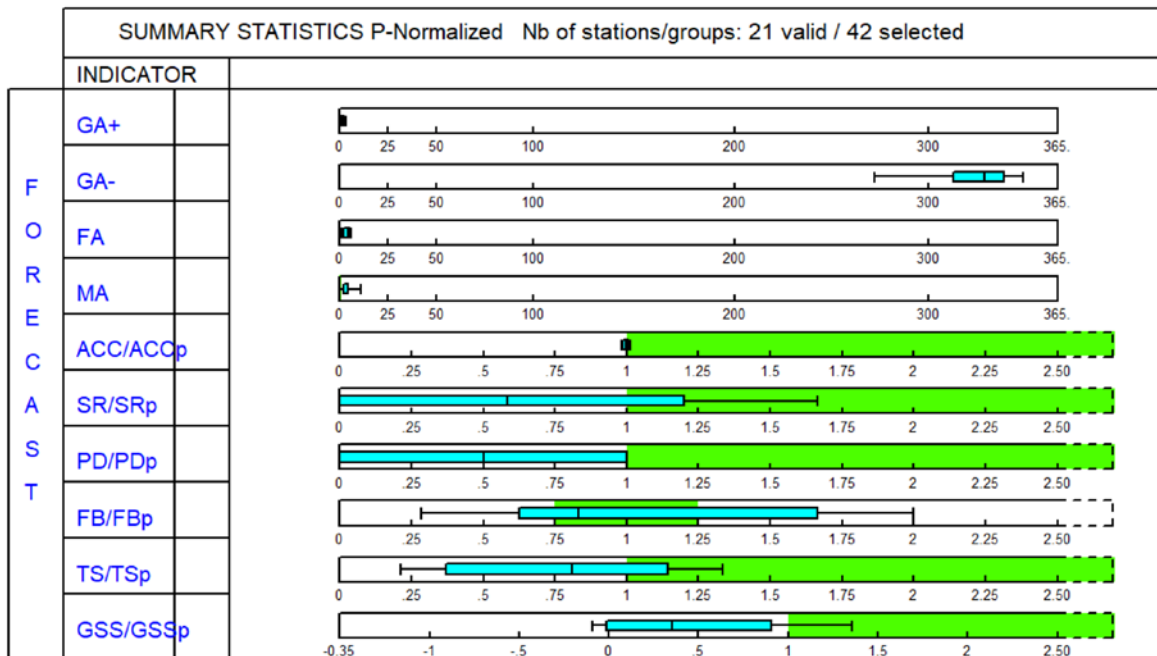 SUMMARY STATISTICS P-Normalized Nb of stations/groups: 21 valid / 42 selected
INDICATOR
FORECAST
GA+
0 25 50 100 200 300 365.
GA-
0 25 50 100 200 300 365.
FA
0 25 50 100 200 300 365.
MA
0 25 50 100 200 300 365.
ACC/ACCp
0 .25 .5 .75 1 1.25 1.5 1.75 2 2.25 2.50
SR/SRp
0 .25 .5 .75 1 1.25 1.5 1.75 2 2.25 2.50
PD/PDp
0 .25 .5 .75 1 1.25 1.5 1.75 2 2.25 2.50
FB/FBp
0 .25 .5 .75 1 1.25 1.5 1.75 2 2.25 2.50
TS/TSp
0 .25 .5 .75 1 1.25 1.5 1.75 2 2.25 2.50
GSS/GSSp
-0.35 -1 -.5 0 .5 1 1.5 2 2.50